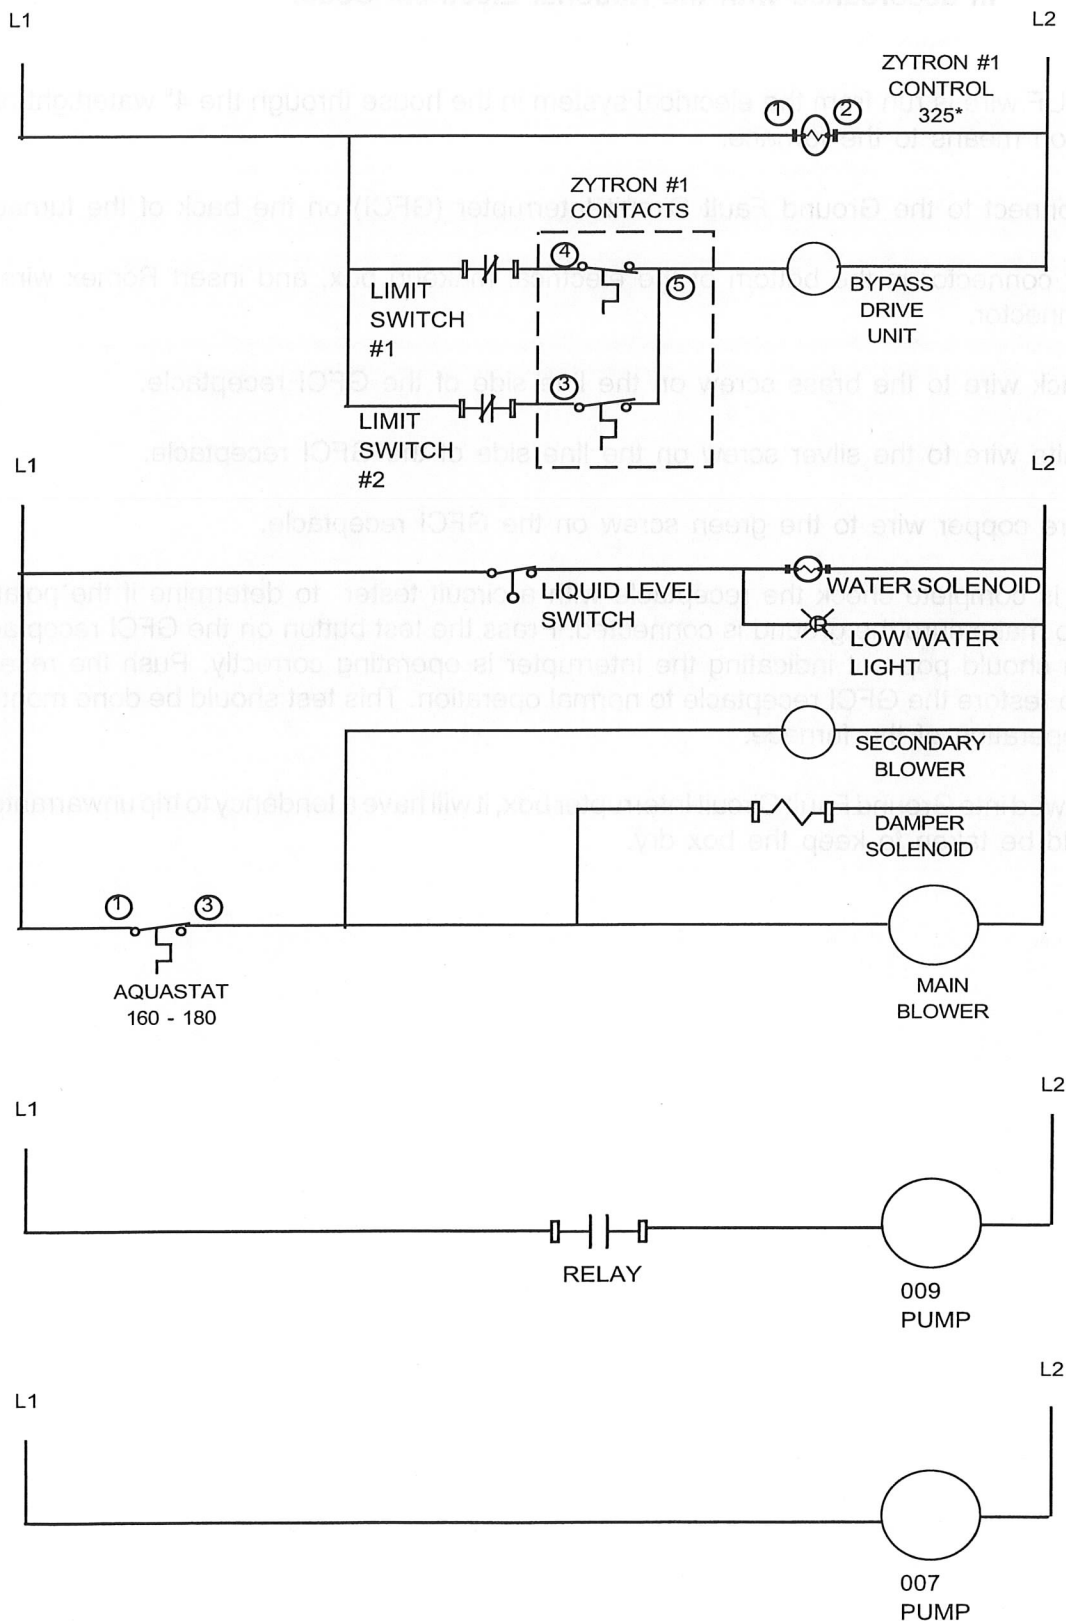 L1
L2
ZYTRON #1
CONTROL
325*
1
2
ZYTRON #1
CONTACTS
4
5
LIMIT
SWITCH
#1
BYPASS
DRIVE
UNIT
3
LIMIT
SWITCH
#2
L1
L2
LIQUID LEVEL
SWITCH
WATER SOLENOID
R
LOW WATER
LIGHT
SECONDARY
BLOWER
DAMPER
SOLENOID
1
3
AQUASTAT
160 - 180
MAIN
BLOWER
L1
L2
RELAY
009
PUMP
L1
L2
007
PUMP